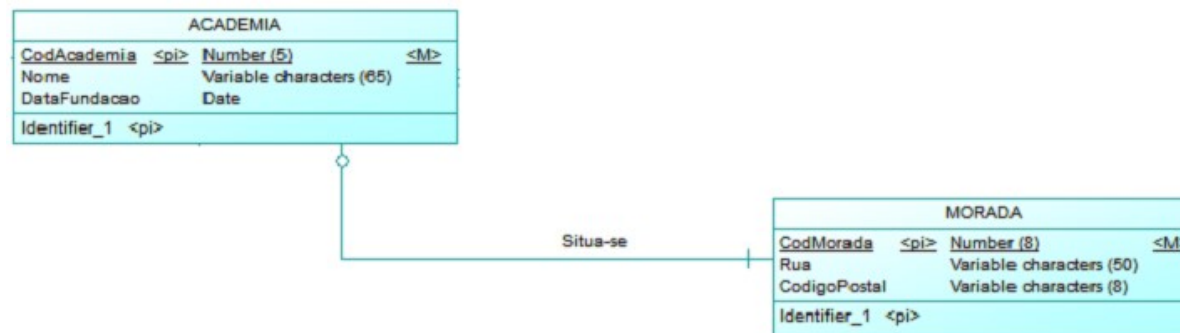 ACADEMIA
CodAcademia <pi> Number (5) <M>
Nome Variable characters (65)
DataFundacao Date
Identifier_1 <pi>
Situa-se
MORADA
CodMorada <pi> Number (8) <M
Rua Variable characters (50)
CodigoPostal Variable characters (8)
Identifier_1 <pi>